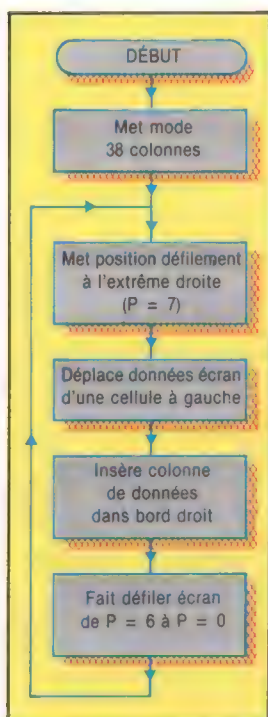 DÉBUT
Met mode
38 colonnes
Met position défilement
à l'extrême droite
(P = 7)
Déplace données écran
d'une cellule à gauche
Insère colonne
de données
dans bord droit
Fait défiler écran
de P = 6 à P = 0